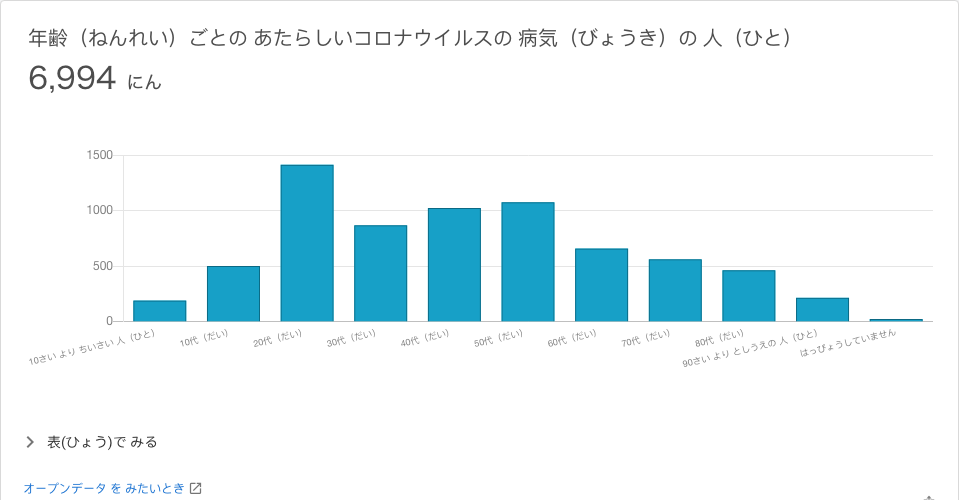 年齢（ねんれい）ごとの あたらしいコロナウイルスの 病気（びょうき）の 人（ひと）
6,994 にん
1500
1000
500
0
10さい より ちいさい 人（ひと）
10代（だい）
20代（だい）
30代（だい）
40代（だい）
50代（だい）
60代（だい）
70代（だい）
80代（だい）
90さい より としうえの 人（ひと）
はっぴょうしていません
表(ひょう)で みる
オープンデータ を みたいとき